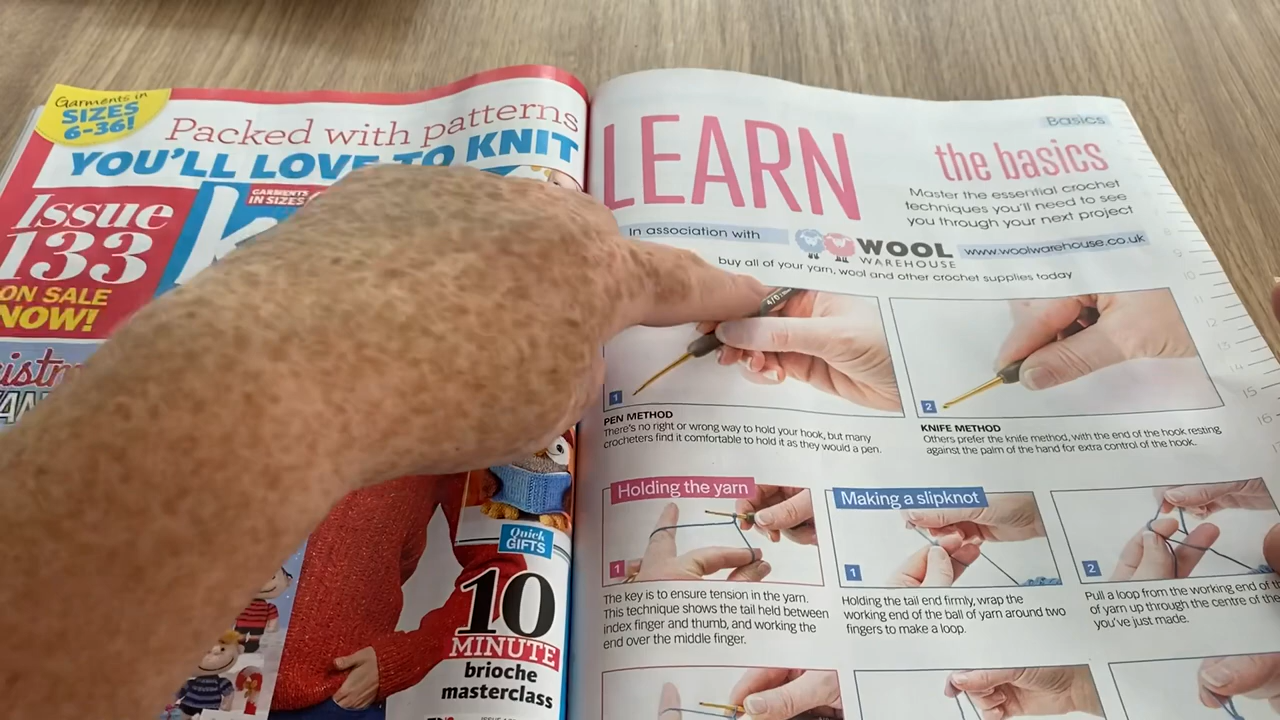 Garments in
SIZES
6-36!
Packed with patterns
YOU'LL LOVE TO KNIT
Issue
133
ON SALE
NOW!
GARMENTS
IN SIZES
Quick
GIFTS
10
MINUTE
brioche
masterclass
Basics
LEARN
the basics
Master the essential crochet
techniques you'll need to see
you through your next project
In association with
WOOL
WAREHOUSE
www.woolwarehouse.co.uk
buy all of your yarn, wool and other crochet supplies today
4/0
1
2
PEN METHOD
There's no right or wrong way to hold your hook, but many
crocheters find it comfortable to hold it as they would a pen.
KNIFE METHOD
Others prefer the knife method, with the end of the hook resting
against the palm of the hand for extra control of the hook.
Holding the yarn
1
The key is to ensure tension in the yarn.
This technique shows the tail held between
index finger and thumb, and working the
end over the middle finger.
Making a slipknot
1
Holding the tail end firmly, wrap the
working end of the ball of yarn around two
fingers to make a loop.
2
Pull a loop from the working end of
of yarn up through the centre of the
you've just made.
9
10
11
12
13
14
15
16